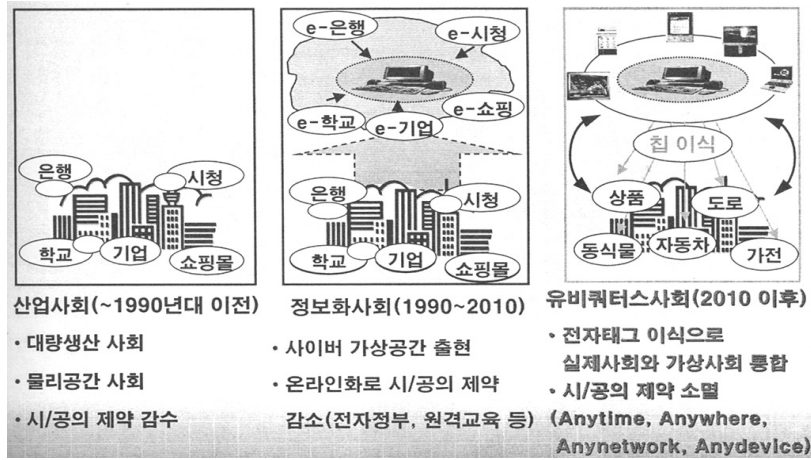 은행
시청
학교
기업
쇼핑몰
산업사회(~1990년대 이전)
· 대량생산 사회
· 물리공간 사회
· 시/공의 제약 감수
e-은행
e-시청
e-학교
e-기업
e-쇼핑
은행
시청
학교
기업
쇼핑몰
정보화사회(1990~2010)
· 사이버 가상공간 출현
· 온라인화로 시/공의 제약
감소(전자정부, 원격교육 등)
칩 이식
상품
도로
동식물
자동차
가전
유비쿼터스사회(2010 이후)
· 전자태그 이식으로
실제사회와 가상사회 통합
· 시/공의 제약 소멸
(Anytime, Anywhere,
Anynetwork, Anydevice)